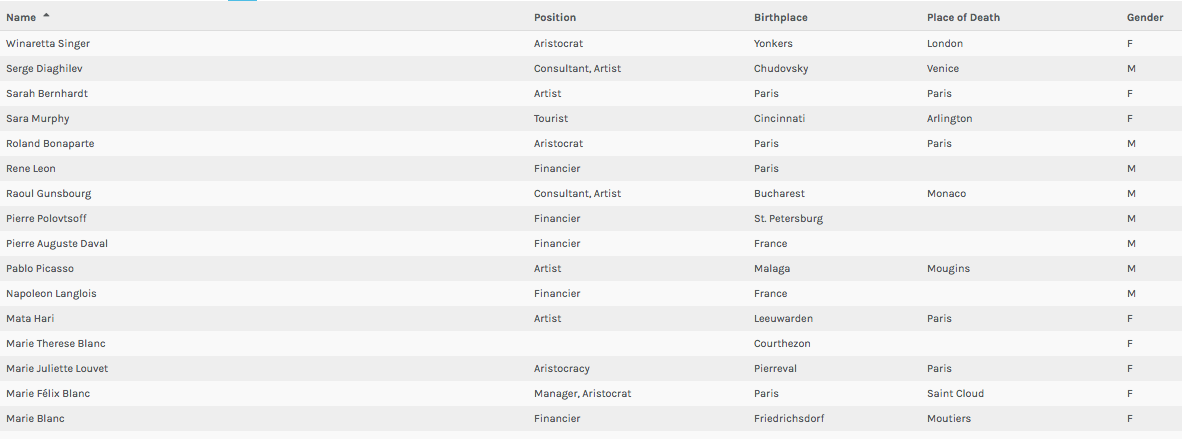 Name Position Birthplace Place of Death Gender
Winaretta Singer Aristocrat Yonkers London F
Serge Diaghilev Consultant, Artist Chudovsky Venice M
Sarah Bernhardt Artist Paris Paris F
Sara Murphy Tourist Cincinnati Arlington F
Roland Bonaparte Aristocrat Paris Paris M
Rene Leon Financier Paris M
Raoul Gunsbourg Consultant, Artist Bucharest Monaco M
Pierre Polovtsoff Financier St. Petersburg M
Pierre Auguste Daval Financier France M
Pablo Picasso Artist Malaga Mougins M
Napoleon Langlois Financier France M
Mata Hari Artist Leeuwarden Paris F
Marie Therese Blanc Courthezon F
Marie Juliette Louvet Aristocracy Pierreval Paris F
Marie Félix Blanc Manager, Aristocrat Paris Saint Cloud F
Marie Blanc Financier Friedrichsdorf Moutiers F